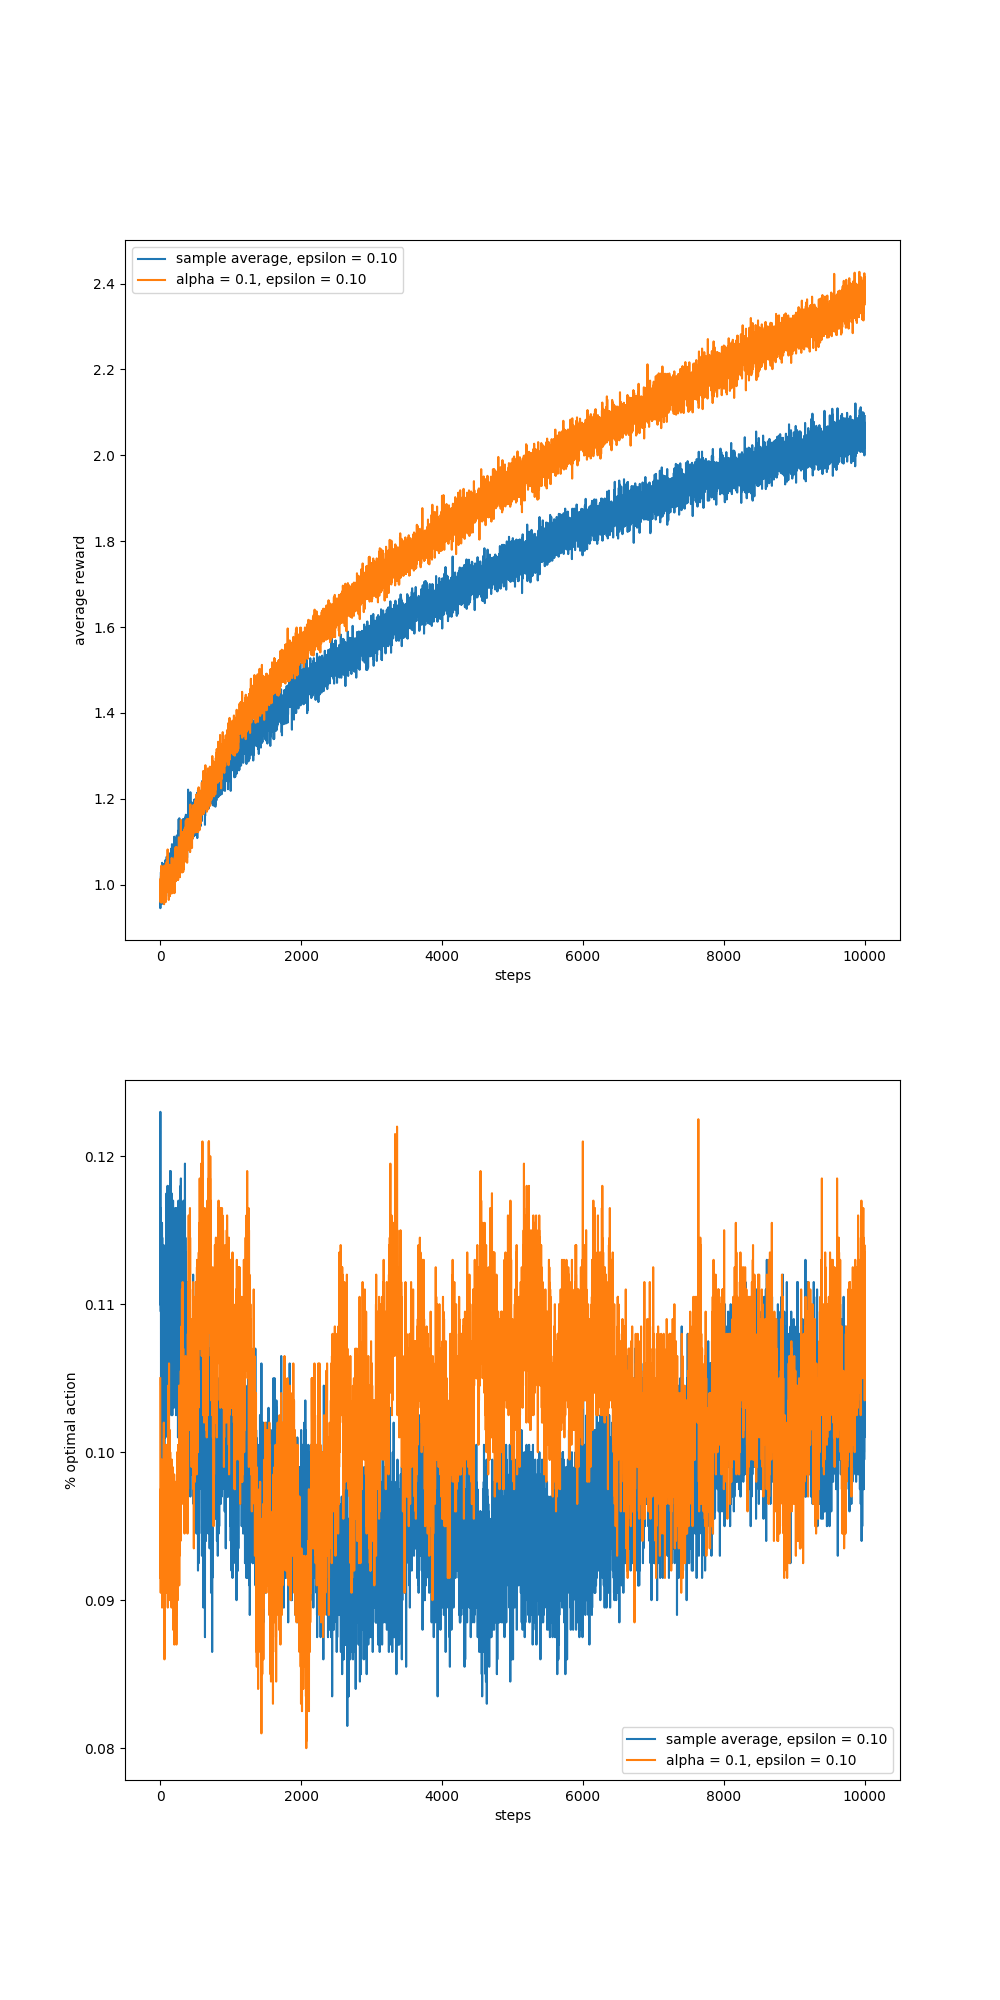 sample average, epsilon = 0.10
alpha = 0.1, epsilon = 0.10
2.4
2.2
2.0
1.8
1.6
1.4
1.2
1.0
average reward
0 2000 4000 6000 8000 10000
steps
0.12
0.11
0.10
0.09
0.08
% optimal action
sample average, epsilon = 0.10
alpha = 0.1, epsilon = 0.10
0 2000 4000 6000 8000 10000
steps